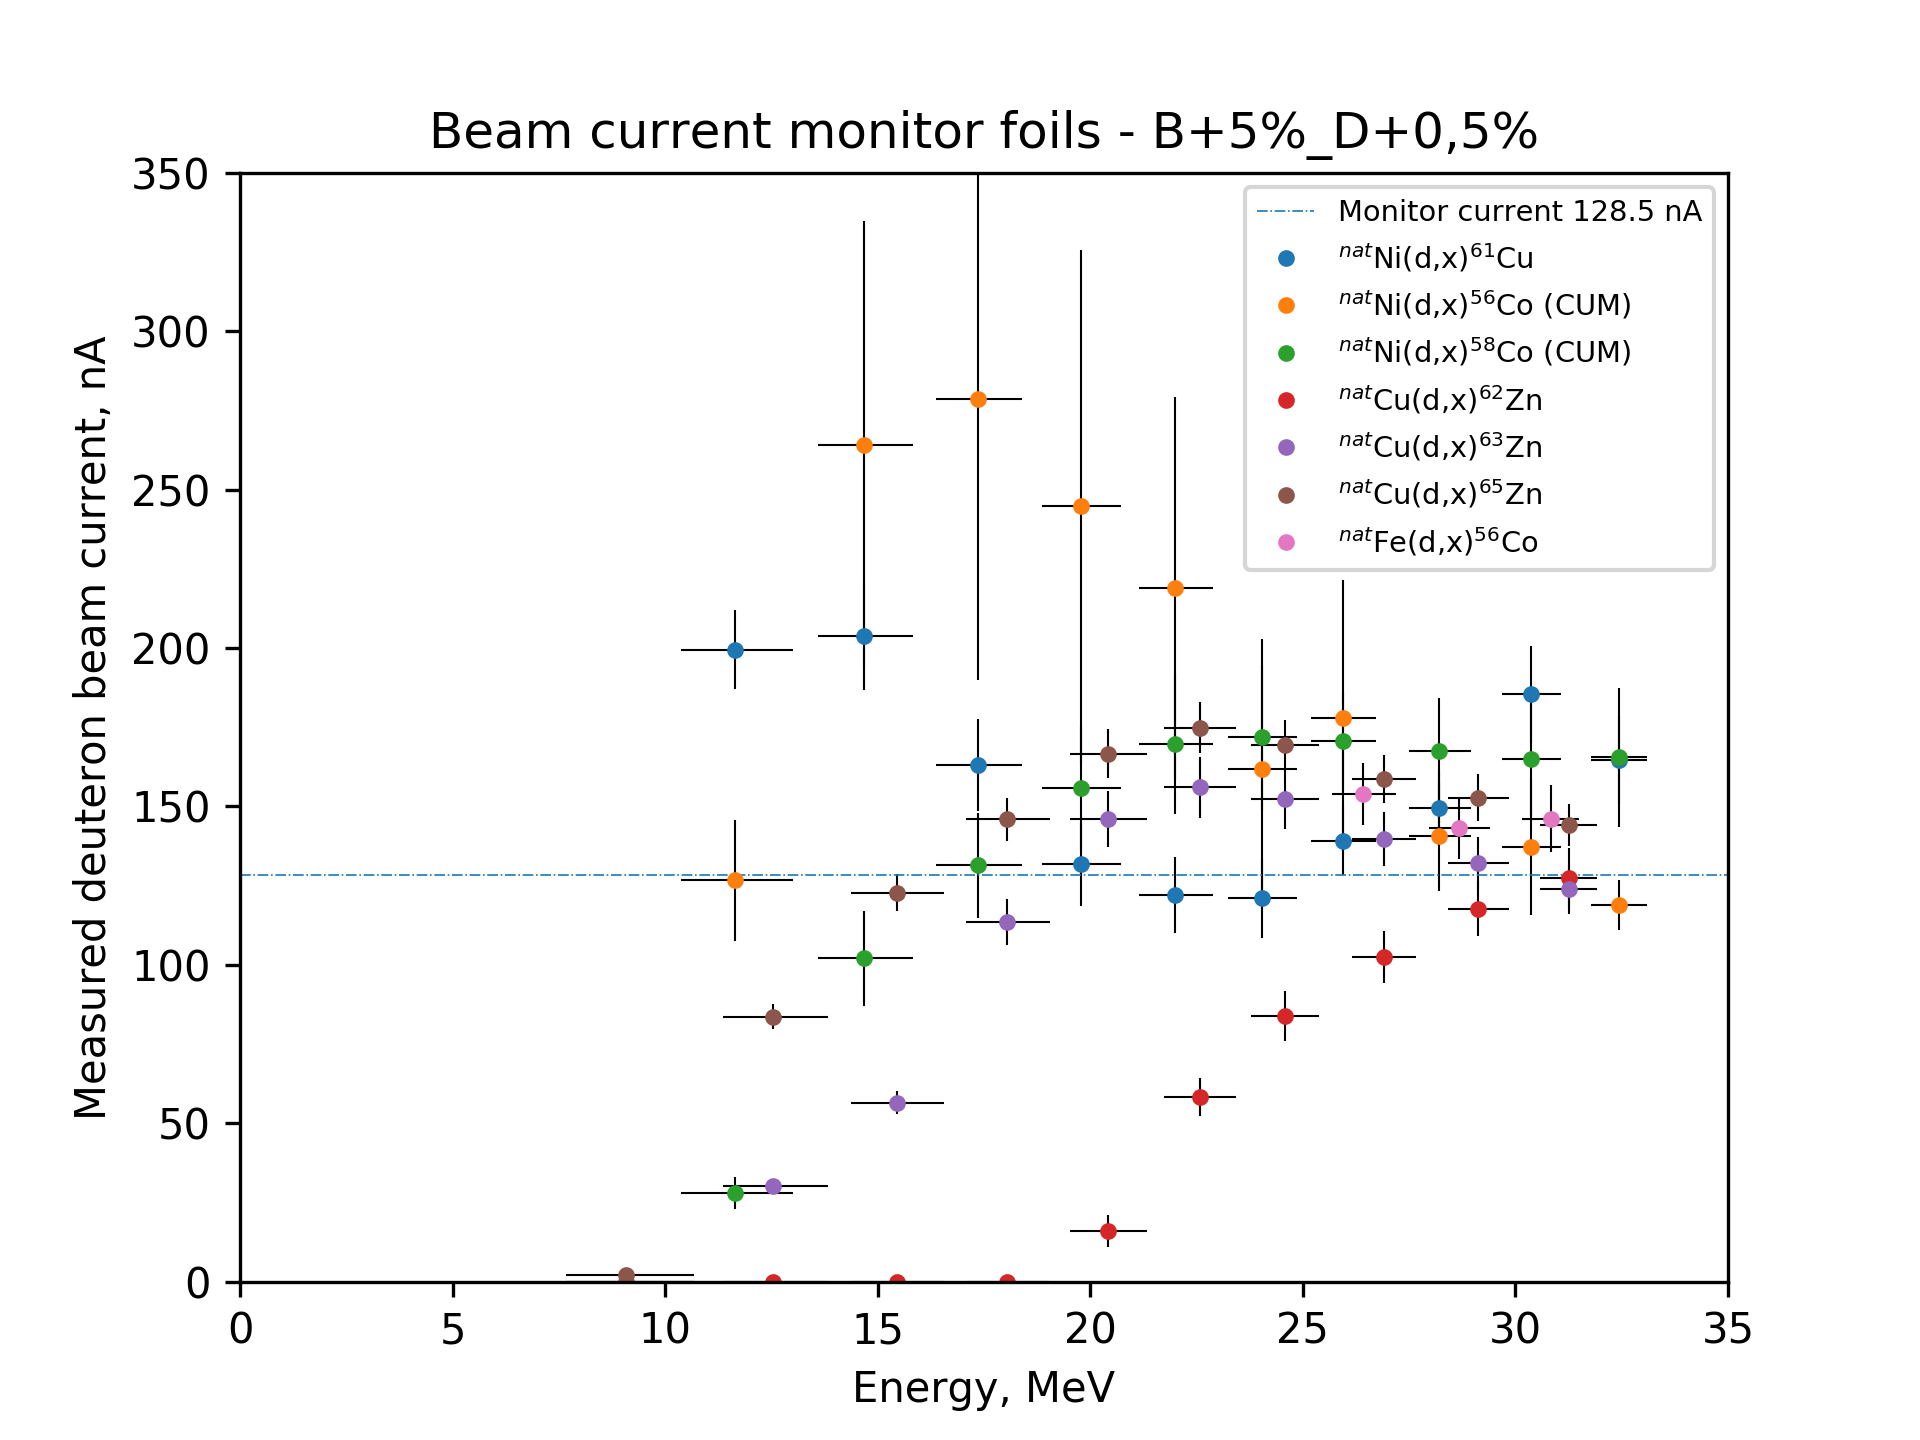 Beam current monitor foils - B+5%_D+0,5%
350
300
250
200
150
100
50
0
Measured deuteron beam current, nA
Monitor current 128.5 nA
ⁿᵃᵗNi(d,x)⁶¹Cu
ⁿᵃᵗNi(d,x)⁵⁶Co (CUM)
ⁿᵃᵗNi(d,x)⁵⁸Co (CUM)
ⁿᵃᵗCu(d,x)⁶²Zn
ⁿᵃᵗCu(d,x)⁶³Zn
ⁿᵃᵗCu(d,x)⁶⁵Zn
ⁿᵃᵗFe(d,x)⁵⁶Co
0 5 10 15 20 25 30 35
Energy, MeV